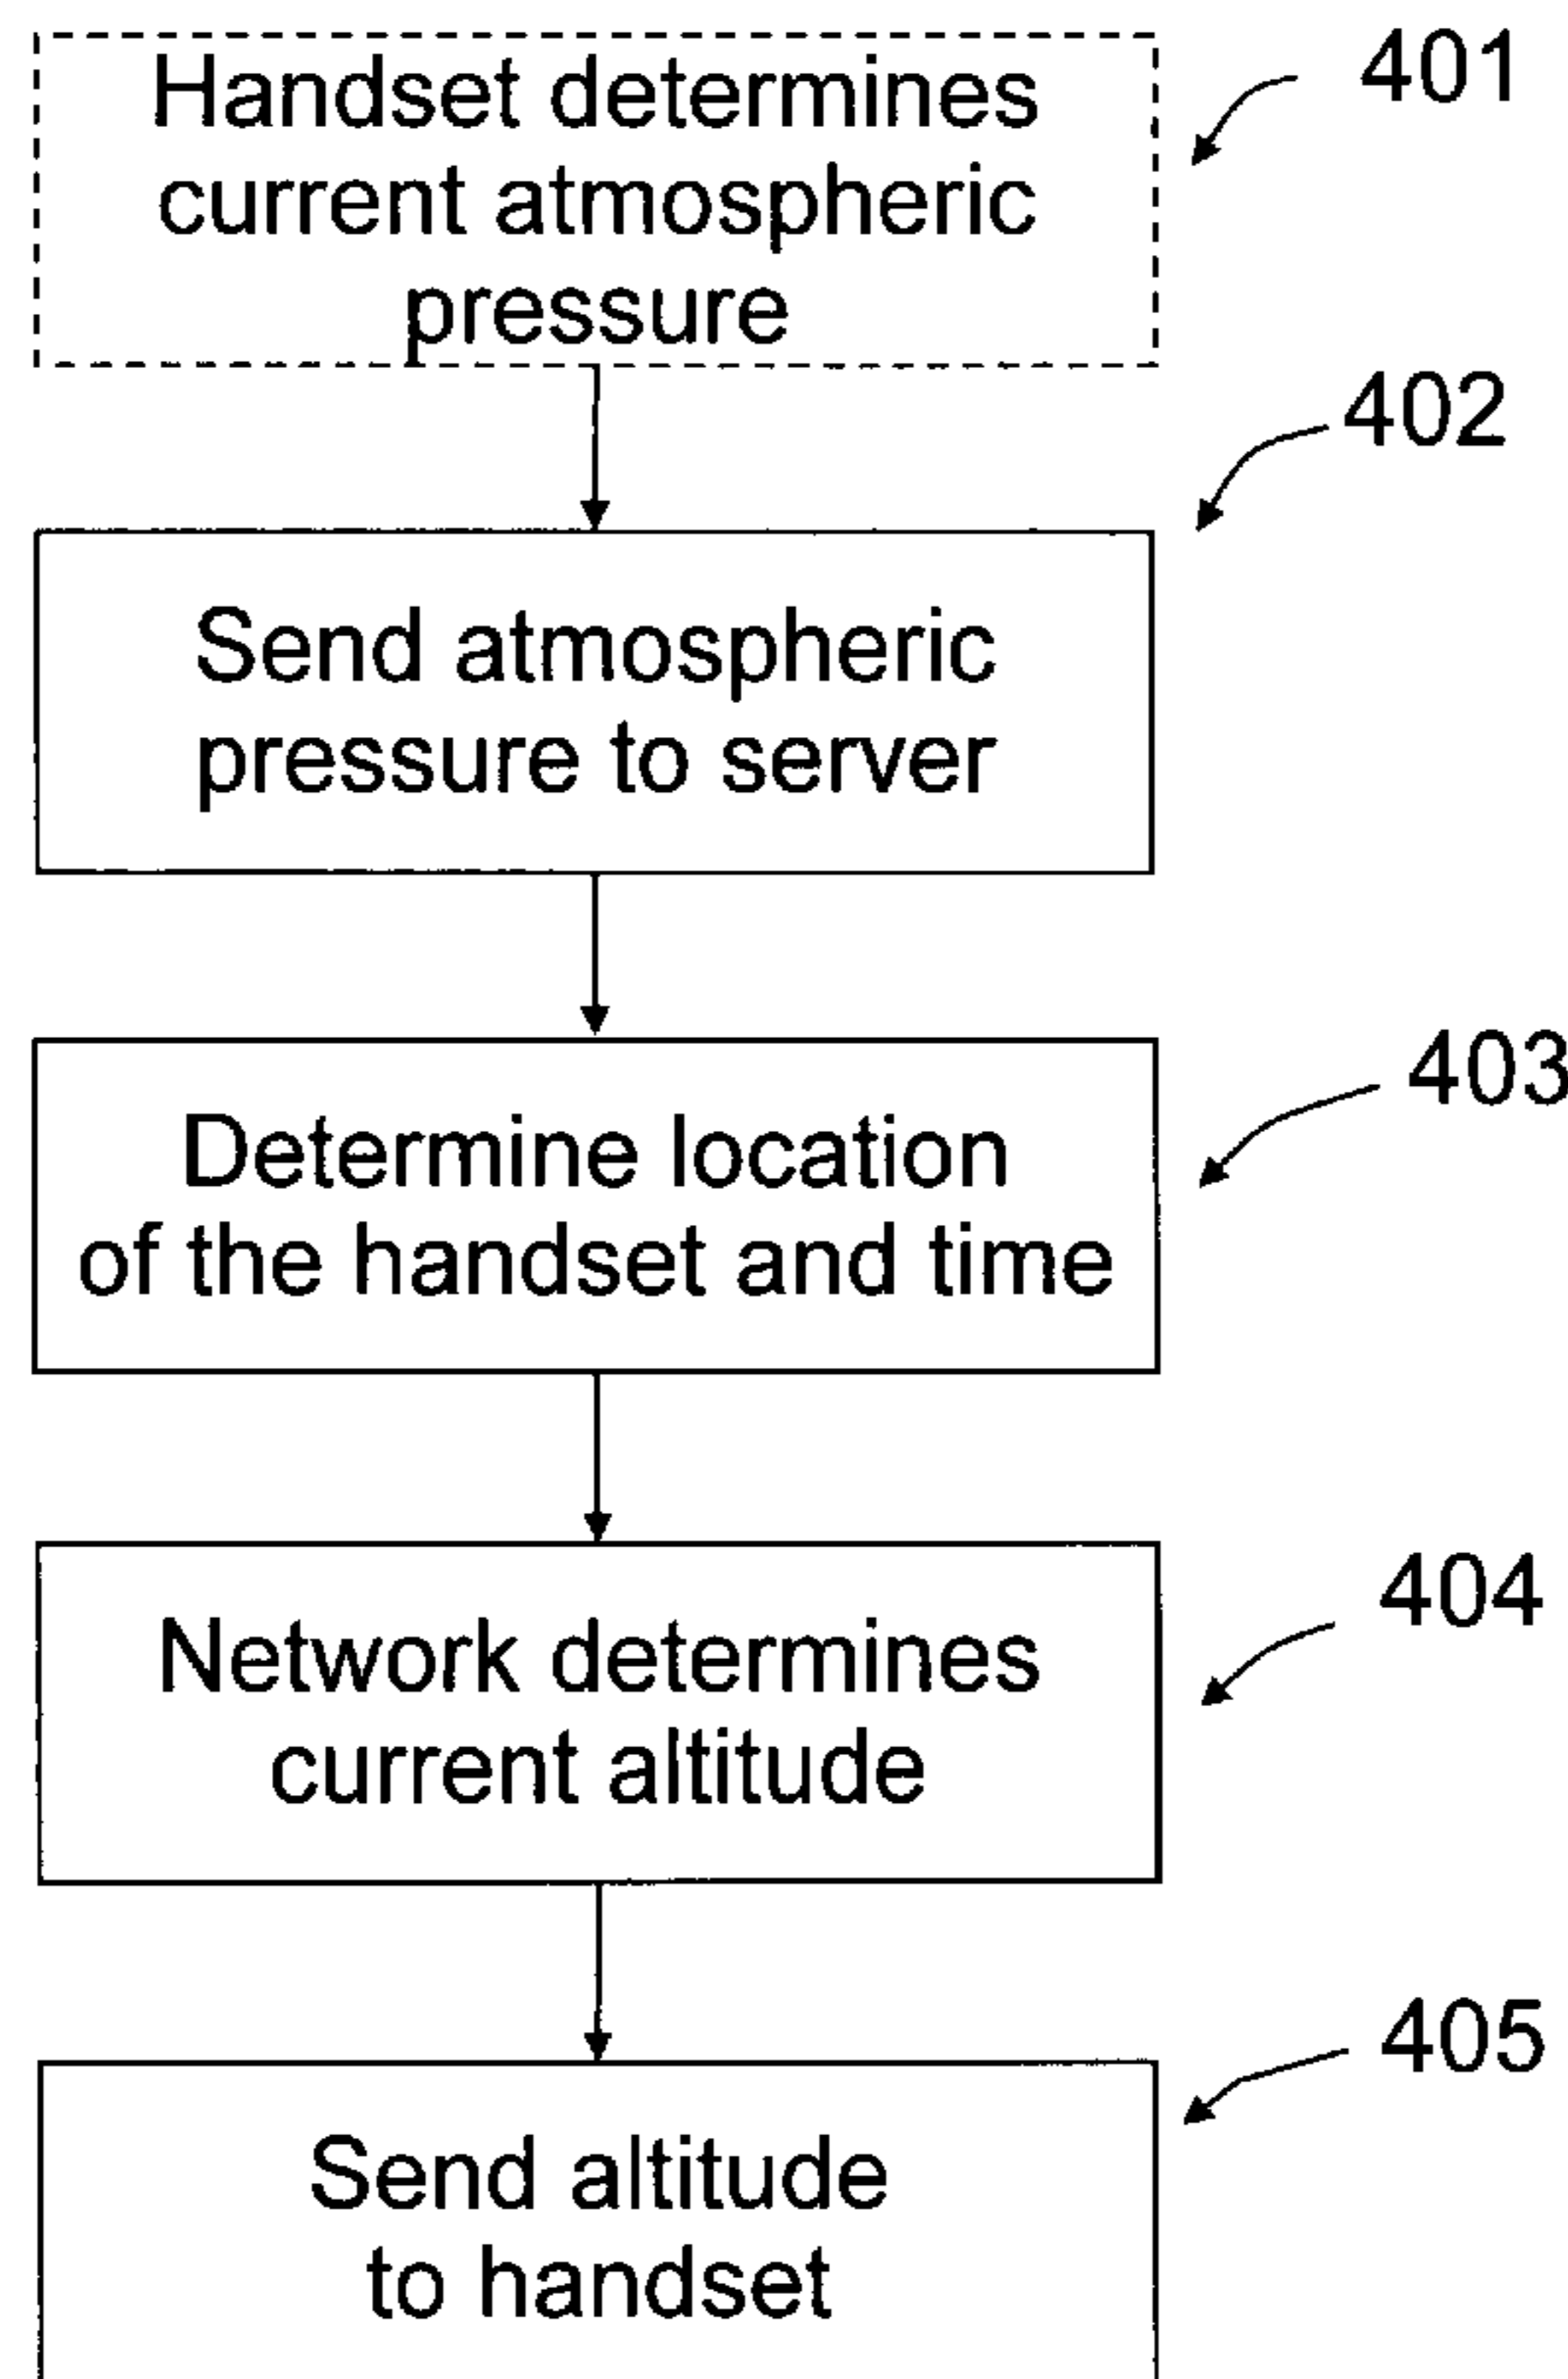 Handset determines
current atmospheric
pressure
401
402
Send atmospheric
pressure to server
403
Determine location
of the handset and time
404
Network determines
current altitude
405
Send altitude
to handset